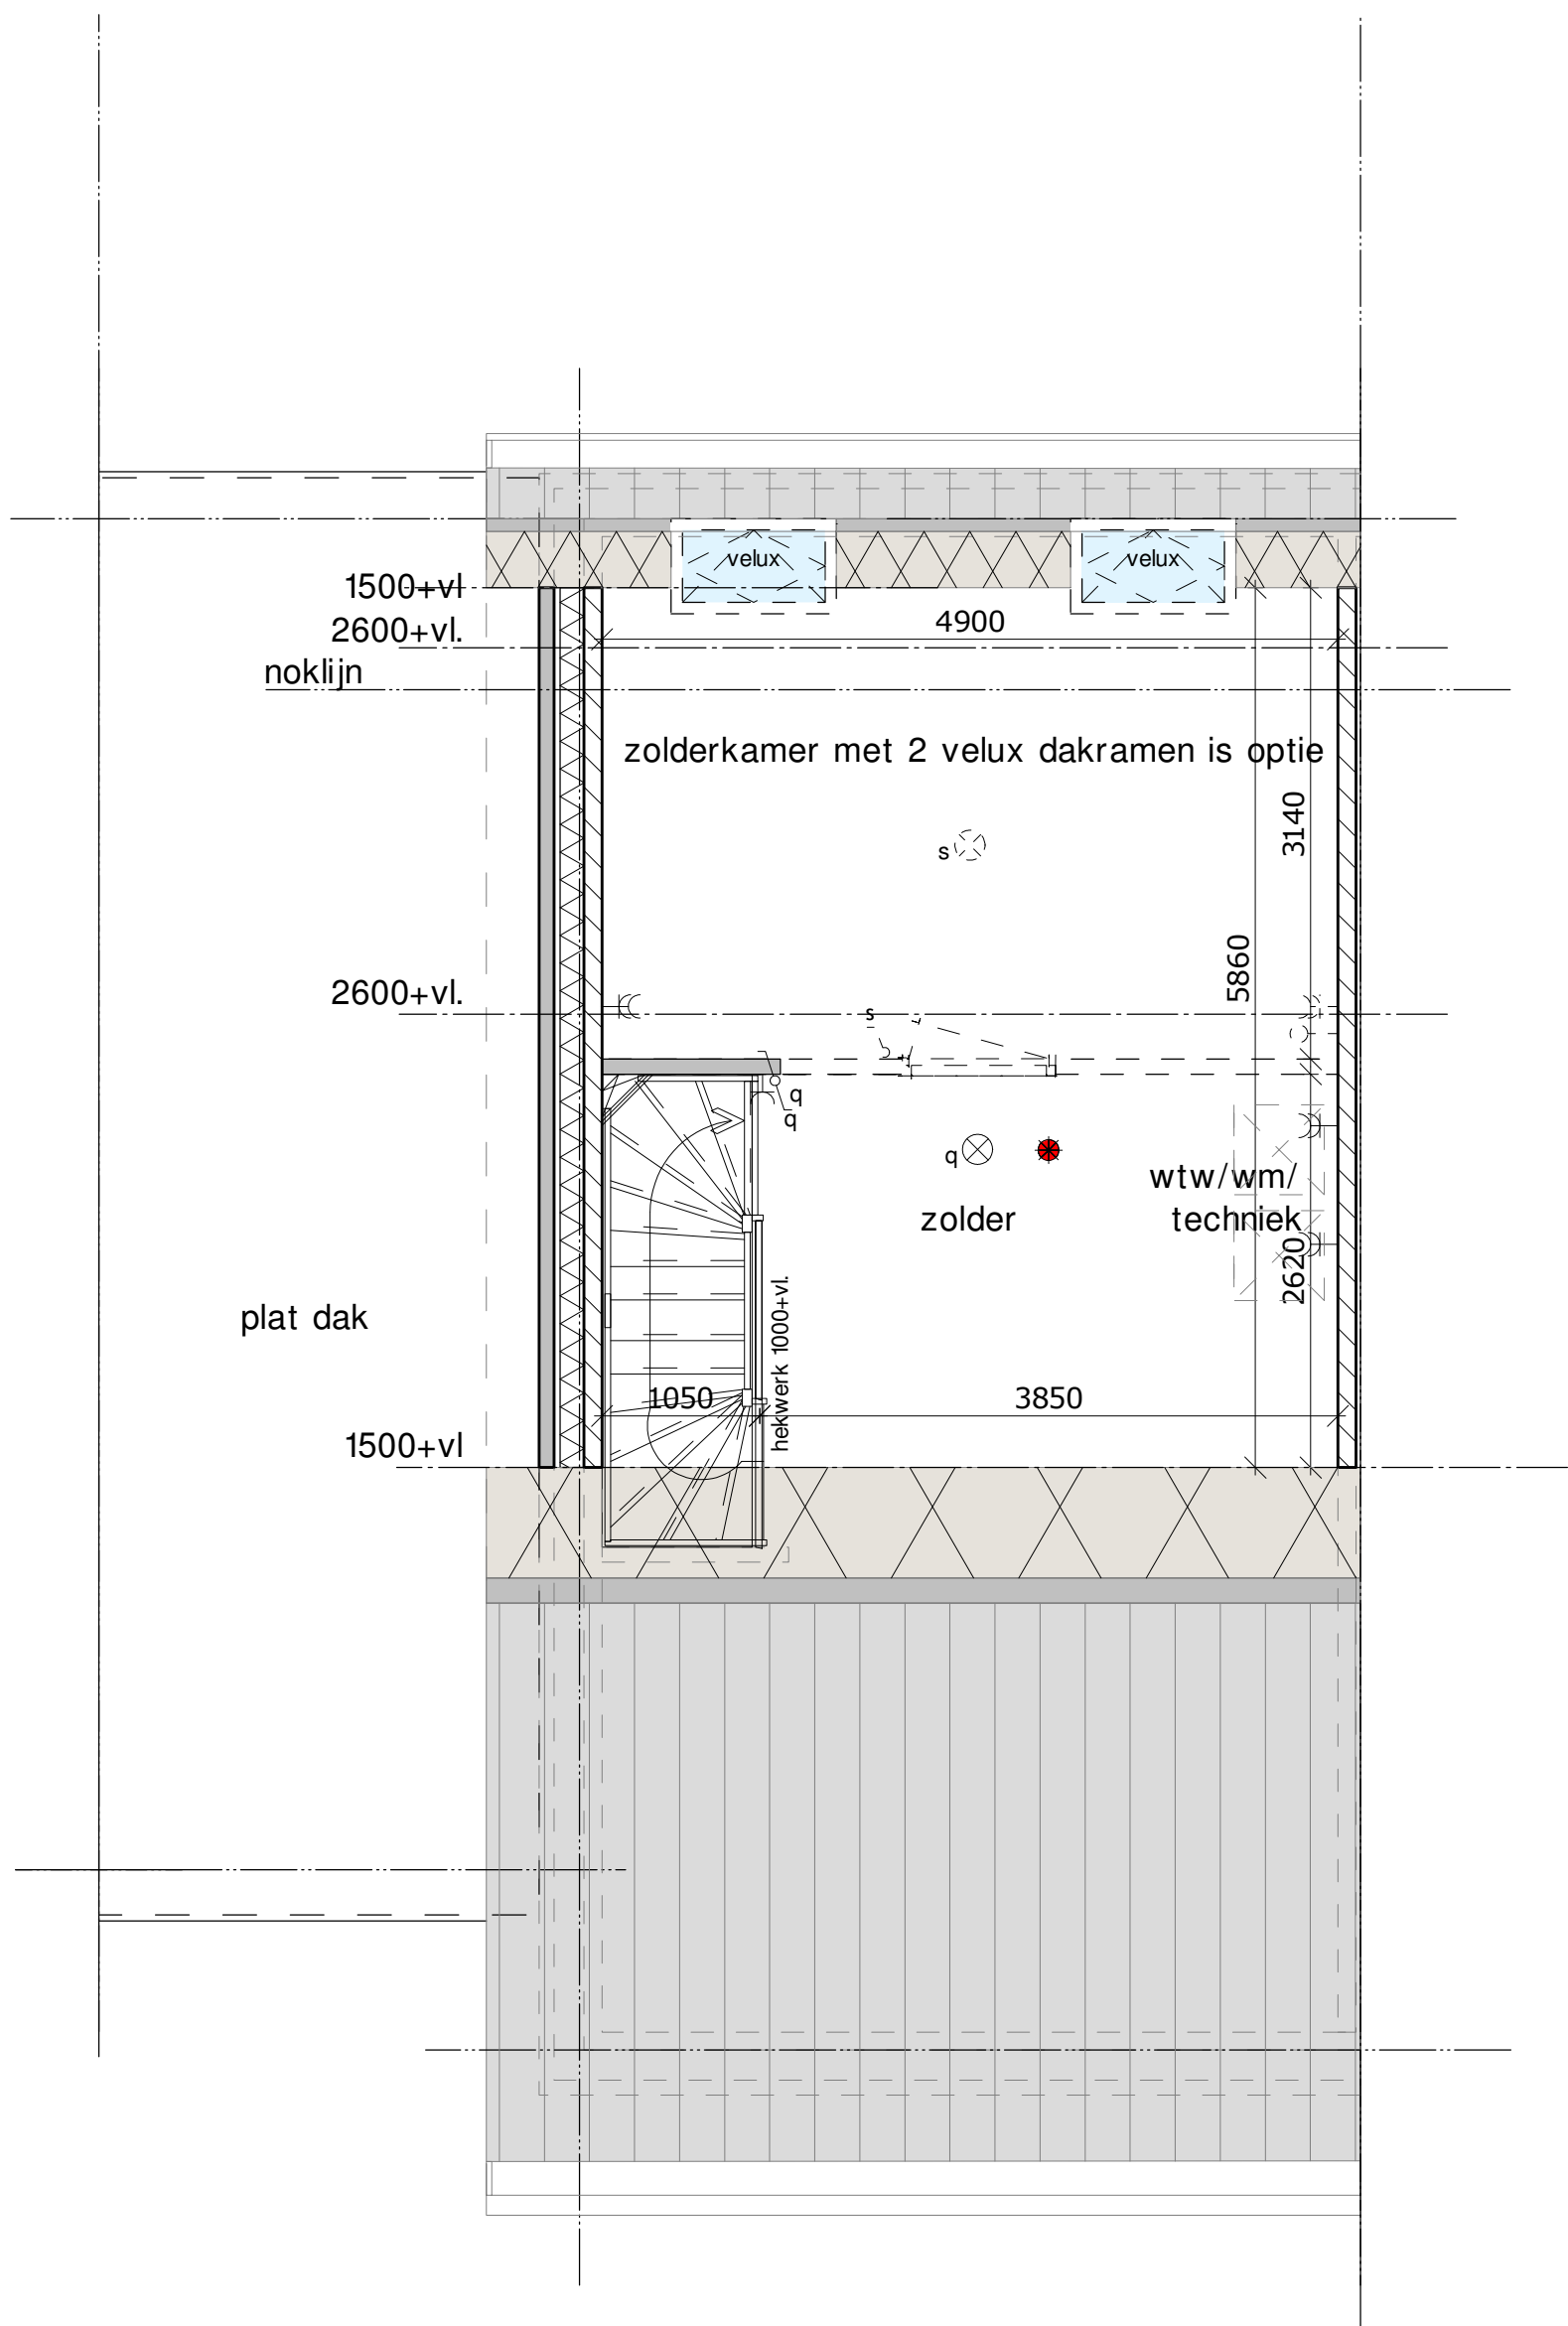 velux
velux
1500+vl
4900
2600+vl.
noklijn
zolderkamer met 2 velux dakramen is optie
3140
s
5860
2600+vl.
s
q
q
q
wtw/wm/
techniek
zolder
2620
plat dak
hekwerk 1000+vl.
1050
3850
1500+vl